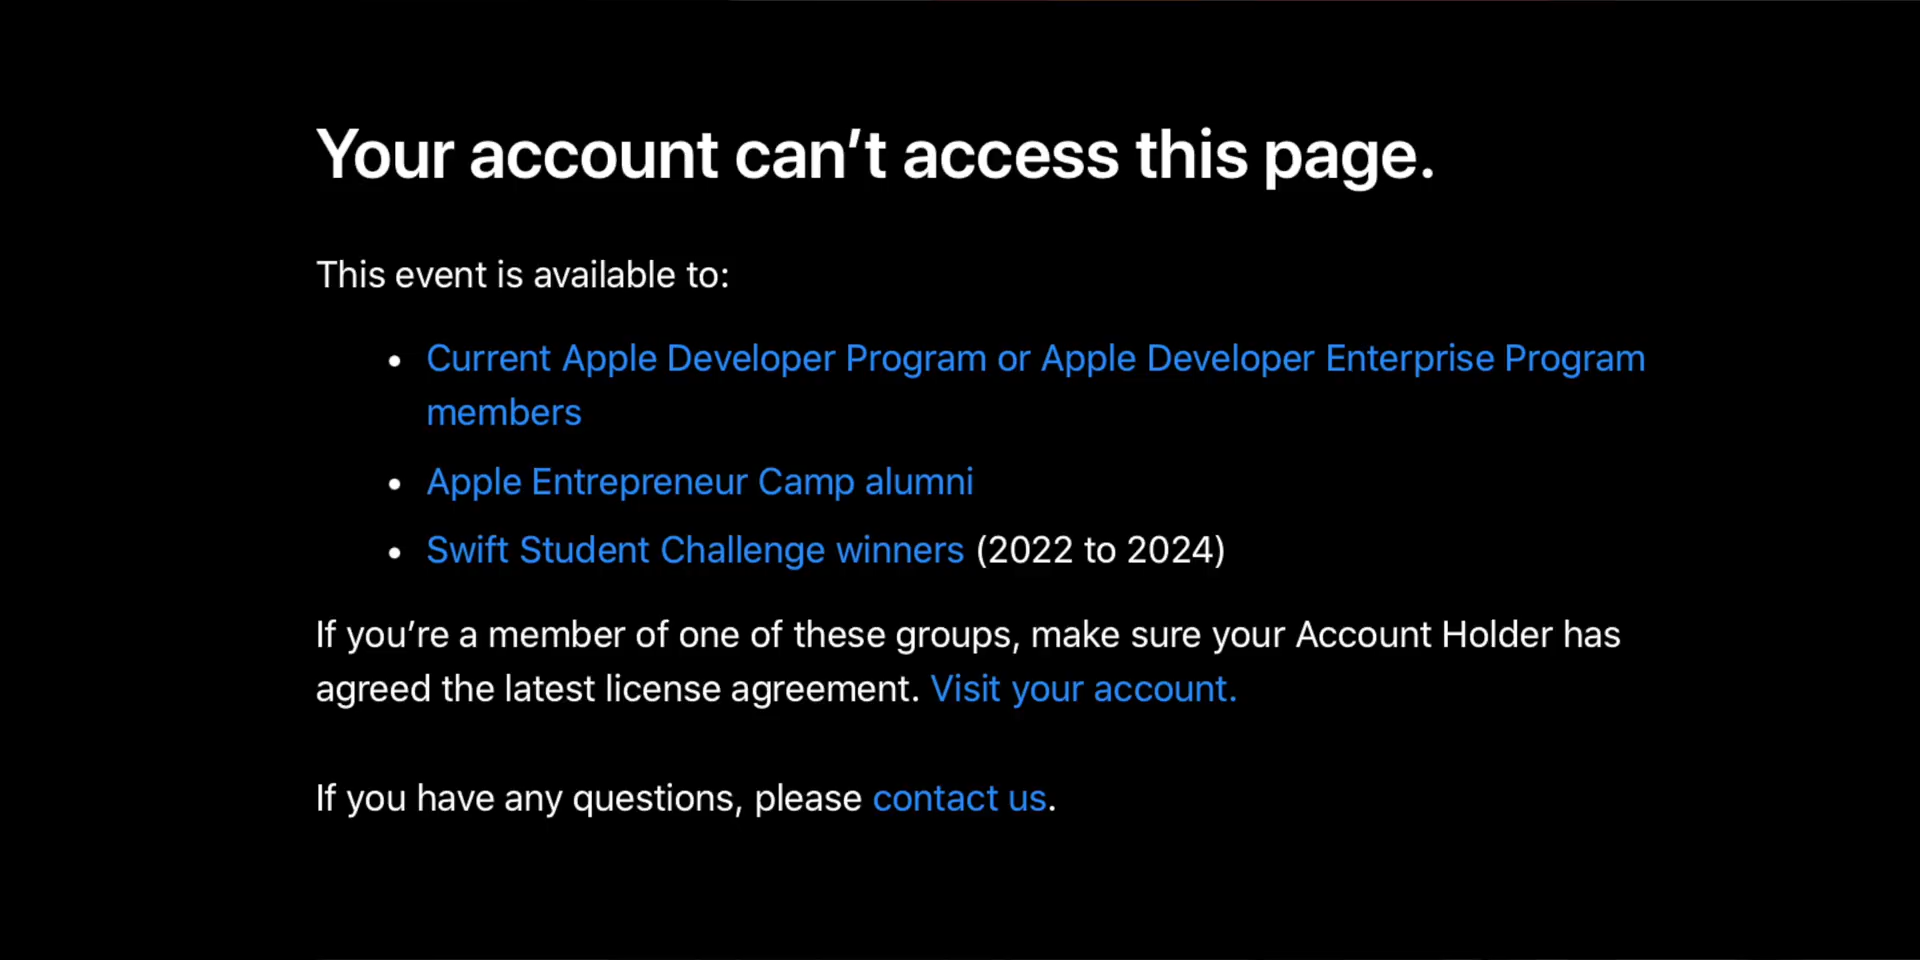 Your account can’t access this page.
This event is available to:
• Current Apple Developer Program or Apple Developer Enterprise Program
members
• Apple Entrepreneur Camp alumni
• Swift Student Challenge winners (2022 to 2024)
If you’re a member of one of these groups, make sure your Account Holder has
agreed the latest license agreement. Visit your account.
If you have any questions, please contact us.